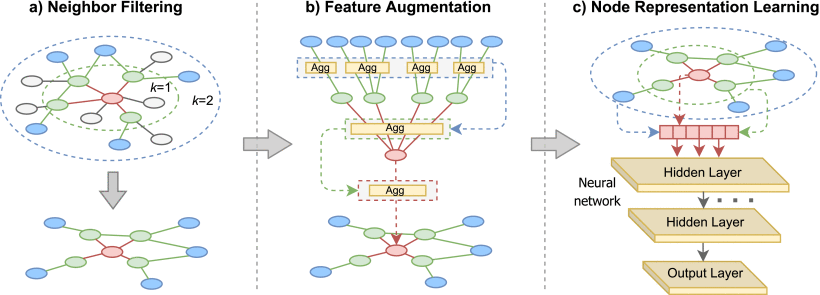 a) Neighbor Filtering
k=1
k=2
b) Feature Augmentation
Agg Agg Agg Agg
Agg
Agg
c) Node Representation Learning
Neural
network
Hidden Layer
Hidden Layer
Output Layer